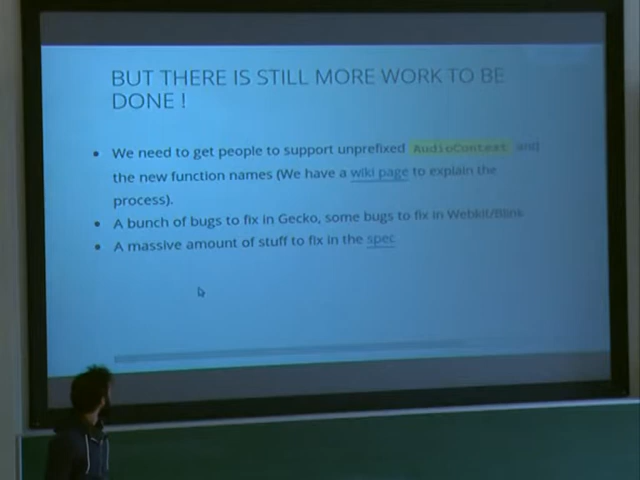 BUT THERE IS STILL MORE WORK TO BE
DONE !
We need to get people to support unprefixed AudioContext and
the new function names (We have a wiki page to explain the
process).
A bunch of bugs to fix in Gecko, some bugs to fix in Webkit/Blink
A massive amount of stuff to fix in the spec